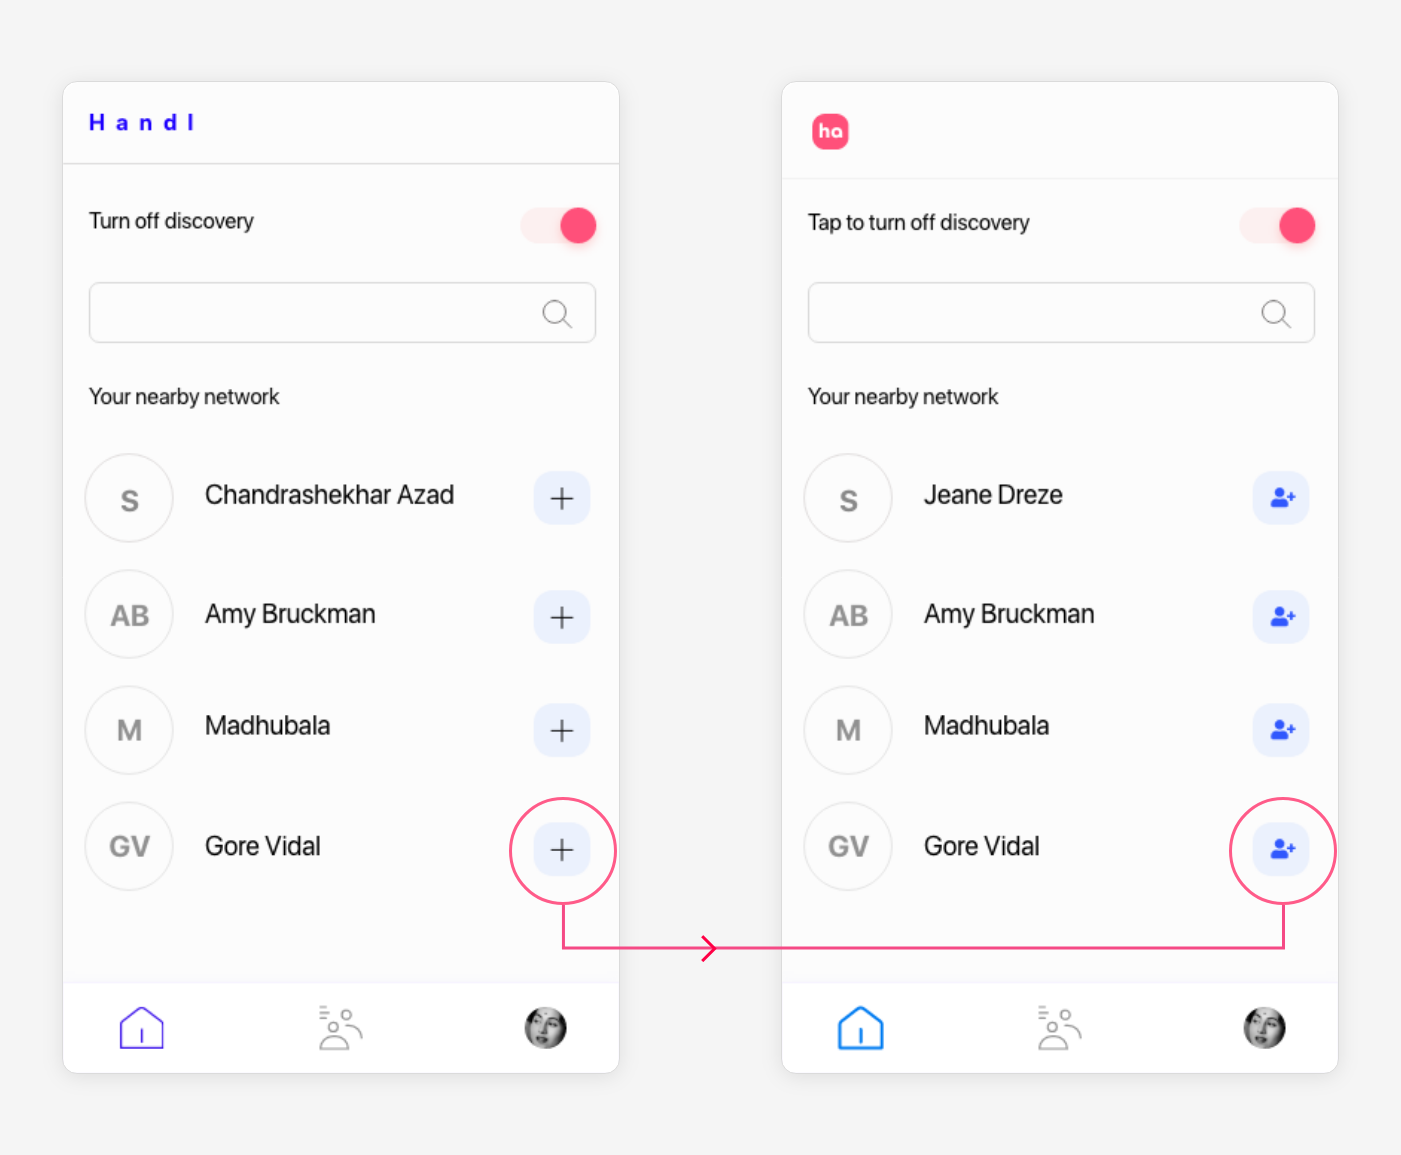 Handl
Turn off discovery
Your nearby network
S
Chandrashekhar Azad
AB
Amy Bruckman
M
Madhubala
GV
Gore Vidal
ha
Tap to turn off discovery
Your nearby network
S
Jeane Dreze
AB
Amy Bruckman
M
Madhubala
GV
Gore Vidal